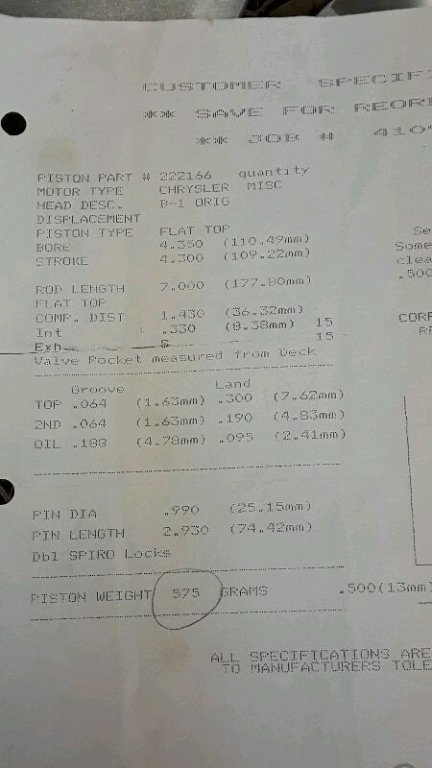 CUSTOMER SPECIFI
** SAVE FOR REOR
** JOB # 410
PISTON PART # 222166 quantity
MOTOR TYPE CHRYSLER MISC
HEAD DESC. B-1 ORIG
DISPLACEMENT
PISTON TYPE FLAT TOP
BORE 4.350 (110.49mm)
STROKE 4.300 (109.22mm)
ROD LENGTH 7.000 (177.80mm)
FLAT TOP
COMP. DIST 1.430 (36.32mm)
Int .330 (8.38mm) 15
Exh 15
Valve Pocket measured from Deck
Groove Land
TOP .064 (1.63mm) .300 (7.62mm)
2ND .064 (1.63mm) .190 (4.83mm)
OIL .188 (4.78mm) .095 (2.41mm)
PIN DIA .990 (25.15mm)
PIN LENGTH 2.930 (74.42mm)
Dbl SPIRO Locks
PISTON WEIGHT 575 GRAMS
Se
Some
clea
.500
CORR
RE
.500(13mm)
ALL SPECIFICATIONS ARE
TO MANUFACTURERS TOLE